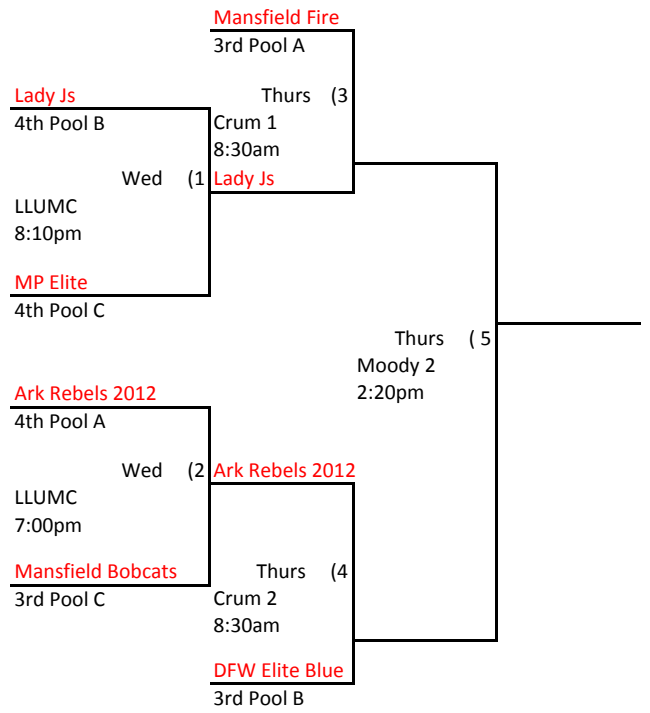 Mansfield Fire
3rd Pool A
Lady Js
Thurs (3
4th Pool B
Crum 1
8:30am
Wed (1 Lady Js
LLUMC
8:10pm
MP Elite
4th Pool C
Thurs ( 5
Moody 2
2:20pm
Ark Rebels 2012
4th Pool A
Wed (2 Ark Rebels 2012
LLUMC
7:00pm
Mansfield Bobcats
Thurs (4
3rd Pool C
Crum 2
8:30am
DFW Elite Blue
3rd Pool B